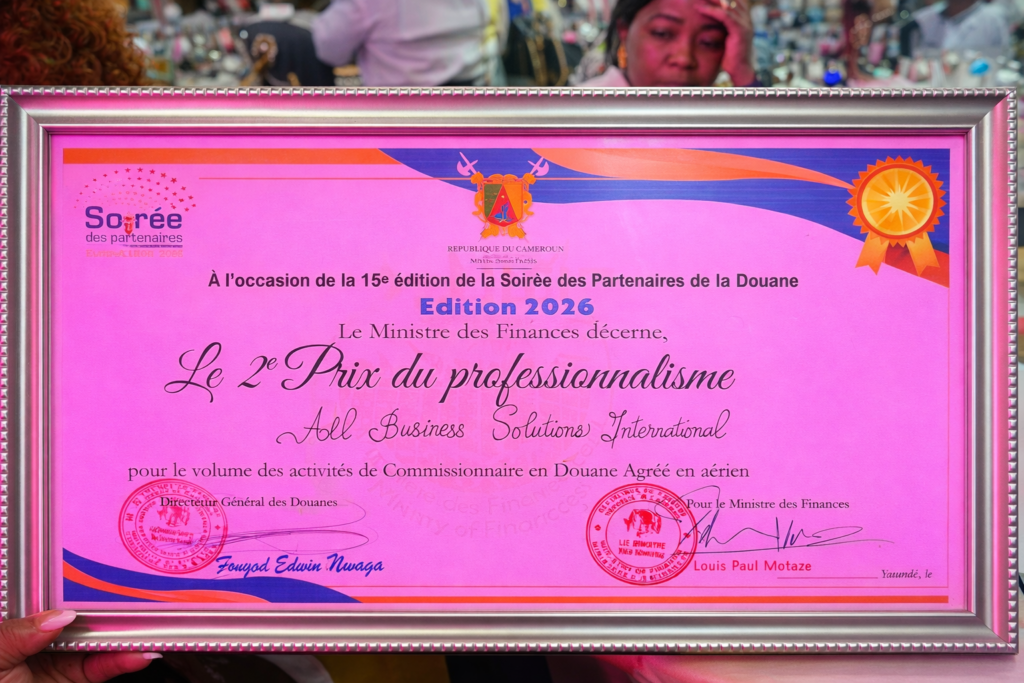 Soirée
des partenaires
REPUBLIQUE DU CAMEROUN
À l'occasion de la 15e édition de la Soirèe des Partenaires de la Douane
Edition 2026
Le Ministre des Finances décerne,
Le 2e Prix du professionnalisme
All Business Solutions International
pour le volume des activités de Commissionnaire en Douane Agréé en aérien
Directetur Général des Douanes
Pour le Ministre des Finances
Fouyod Edwin Nwaga
Louis Paul Motaze
Yaundé, le